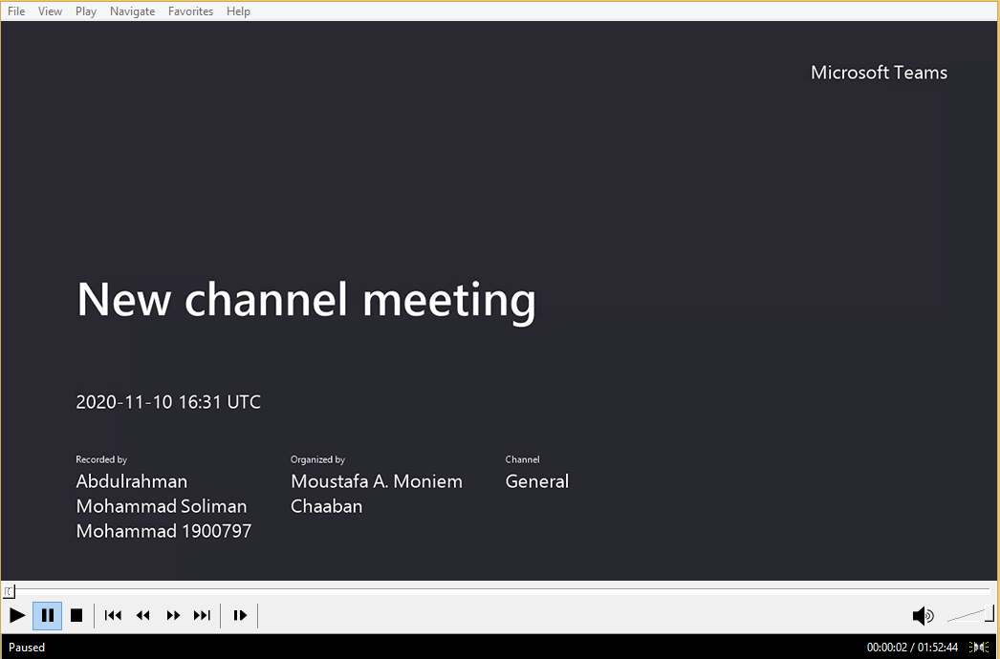 File View Play Navigate Favorites Help
Microsoft Teams
New channel meeting
2020-11-10 16:31 UTC
Recorded by
Abdulrahman
Mohammad Soliman
Mohammad 1900797
Organized by
Moustafa A. Moniem
Chaaban
Channel
General
Paused
00:00:02 / 01:52:44